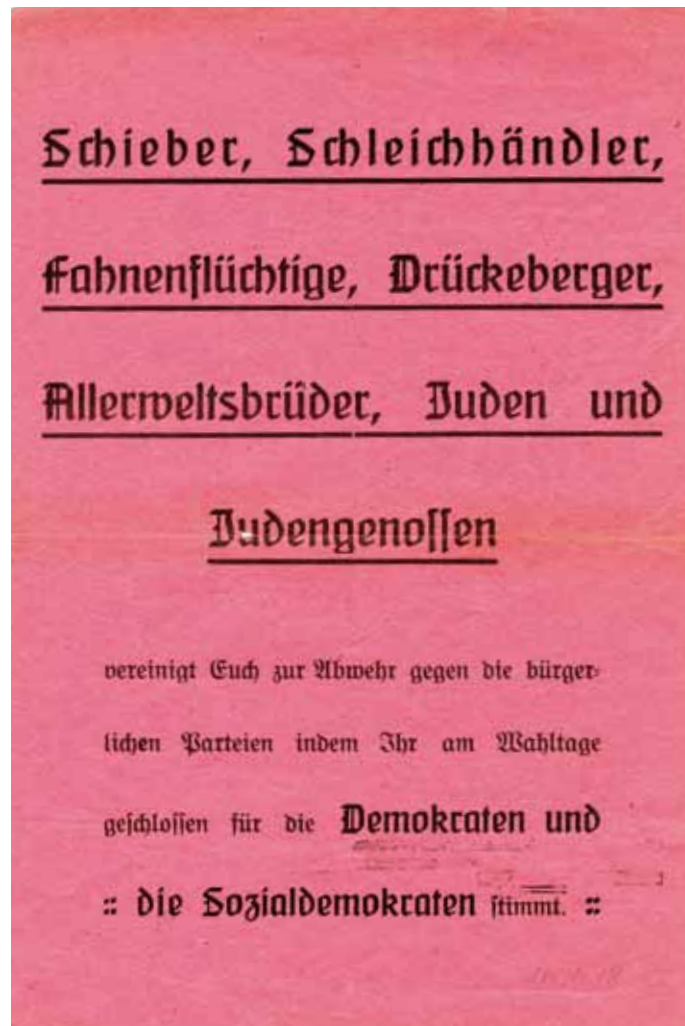 Schieber, Schleichhändler,
Fahnenflüchtige, Drückeberger,
Allerweltsbrüder, Juden und
Judengenossen
vereinigt Euch zur Abwehr gegen die bürger-
lichen Parteien indem Ihr am Wahltage
geschlossen für die Demokraten und
:: die Sozialdemokraten stimmt. ::